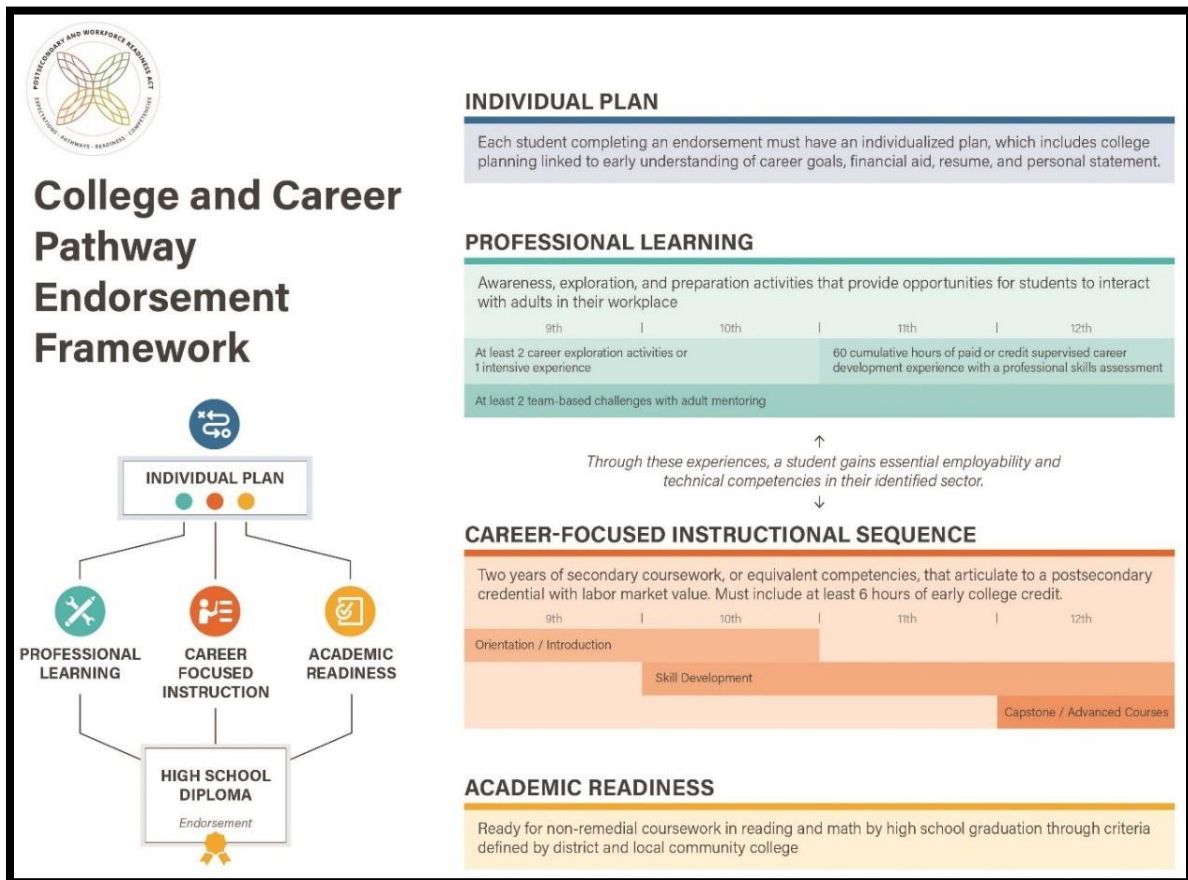 POSTSECONDARY AND WORKFORCE READINESS ACT
EXPECTATIONS · PATHWAYS · READINESS · COMPETENCIES
College and Career
Pathway
Endorsement
Framework
INDIVIDUAL PLAN
PROFESSIONAL
LEARNING
CAREER
FOCUSED
INSTRUCTION
ACADEMIC
READINESS
HIGH SCHOOL
DIPLOMA
Endorsement
INDIVIDUAL PLAN
Each student completing an endorsement must have an individualized plan, which includes college
planning linked to early understanding of career goals, financial aid, resume, and personal statement.
PROFESSIONAL LEARNING
Awareness, exploration, and preparation activities that provide opportunities for students to interact
with adults in their workplace
9th | 10th | 11th | 12th
At least 2 career exploration activities or
1 intensive experience
60 cumulative hours of paid or credit supervised career
development experience with a professional skills assessment
At least 2 team-based challenges with adult mentoring
Through these experiences, a student gains essential employability and
technical competencies in their identified sector.
CAREER-FOCUSED INSTRUCTIONAL SEQUENCE
Two years of secondary coursework, or equivalent competencies, that articulate to a postsecondary
credential with labor market value. Must include at least 6 hours of early college credit.
9th | 10th | 11th | 12th
Orientation / Introduction
Skill Development
Capstone / Advanced Courses
ACADEMIC READINESS
Ready for non-remedial coursework in reading and math by high school graduation through criteria
defined by district and local community college